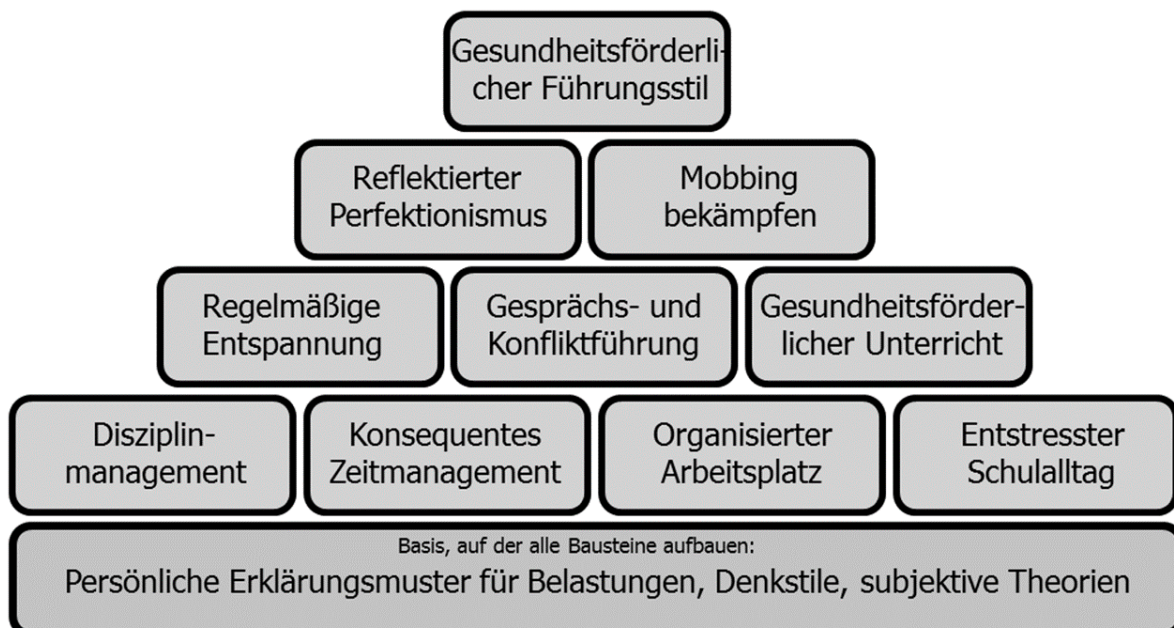 Gesundheitsförderli-
cher Führungsstil
Reflektierter
Perfektionismus
Mobbing
bekämpfen
Regelmäßige
Entspannung
Gesprächs- und
Konfliktführung
Gesundheitsförder-
licher Unterricht
Disziplin-
management
Konsequentes
Zeitmanagement
Organisierter
Arbeitsplatz
Entstresster
Schulalltag
Basis, auf der alle Bausteine aufbauen:
Persönliche Erklärungsmuster für Belastungen, Denkstile, subjektive Theorien